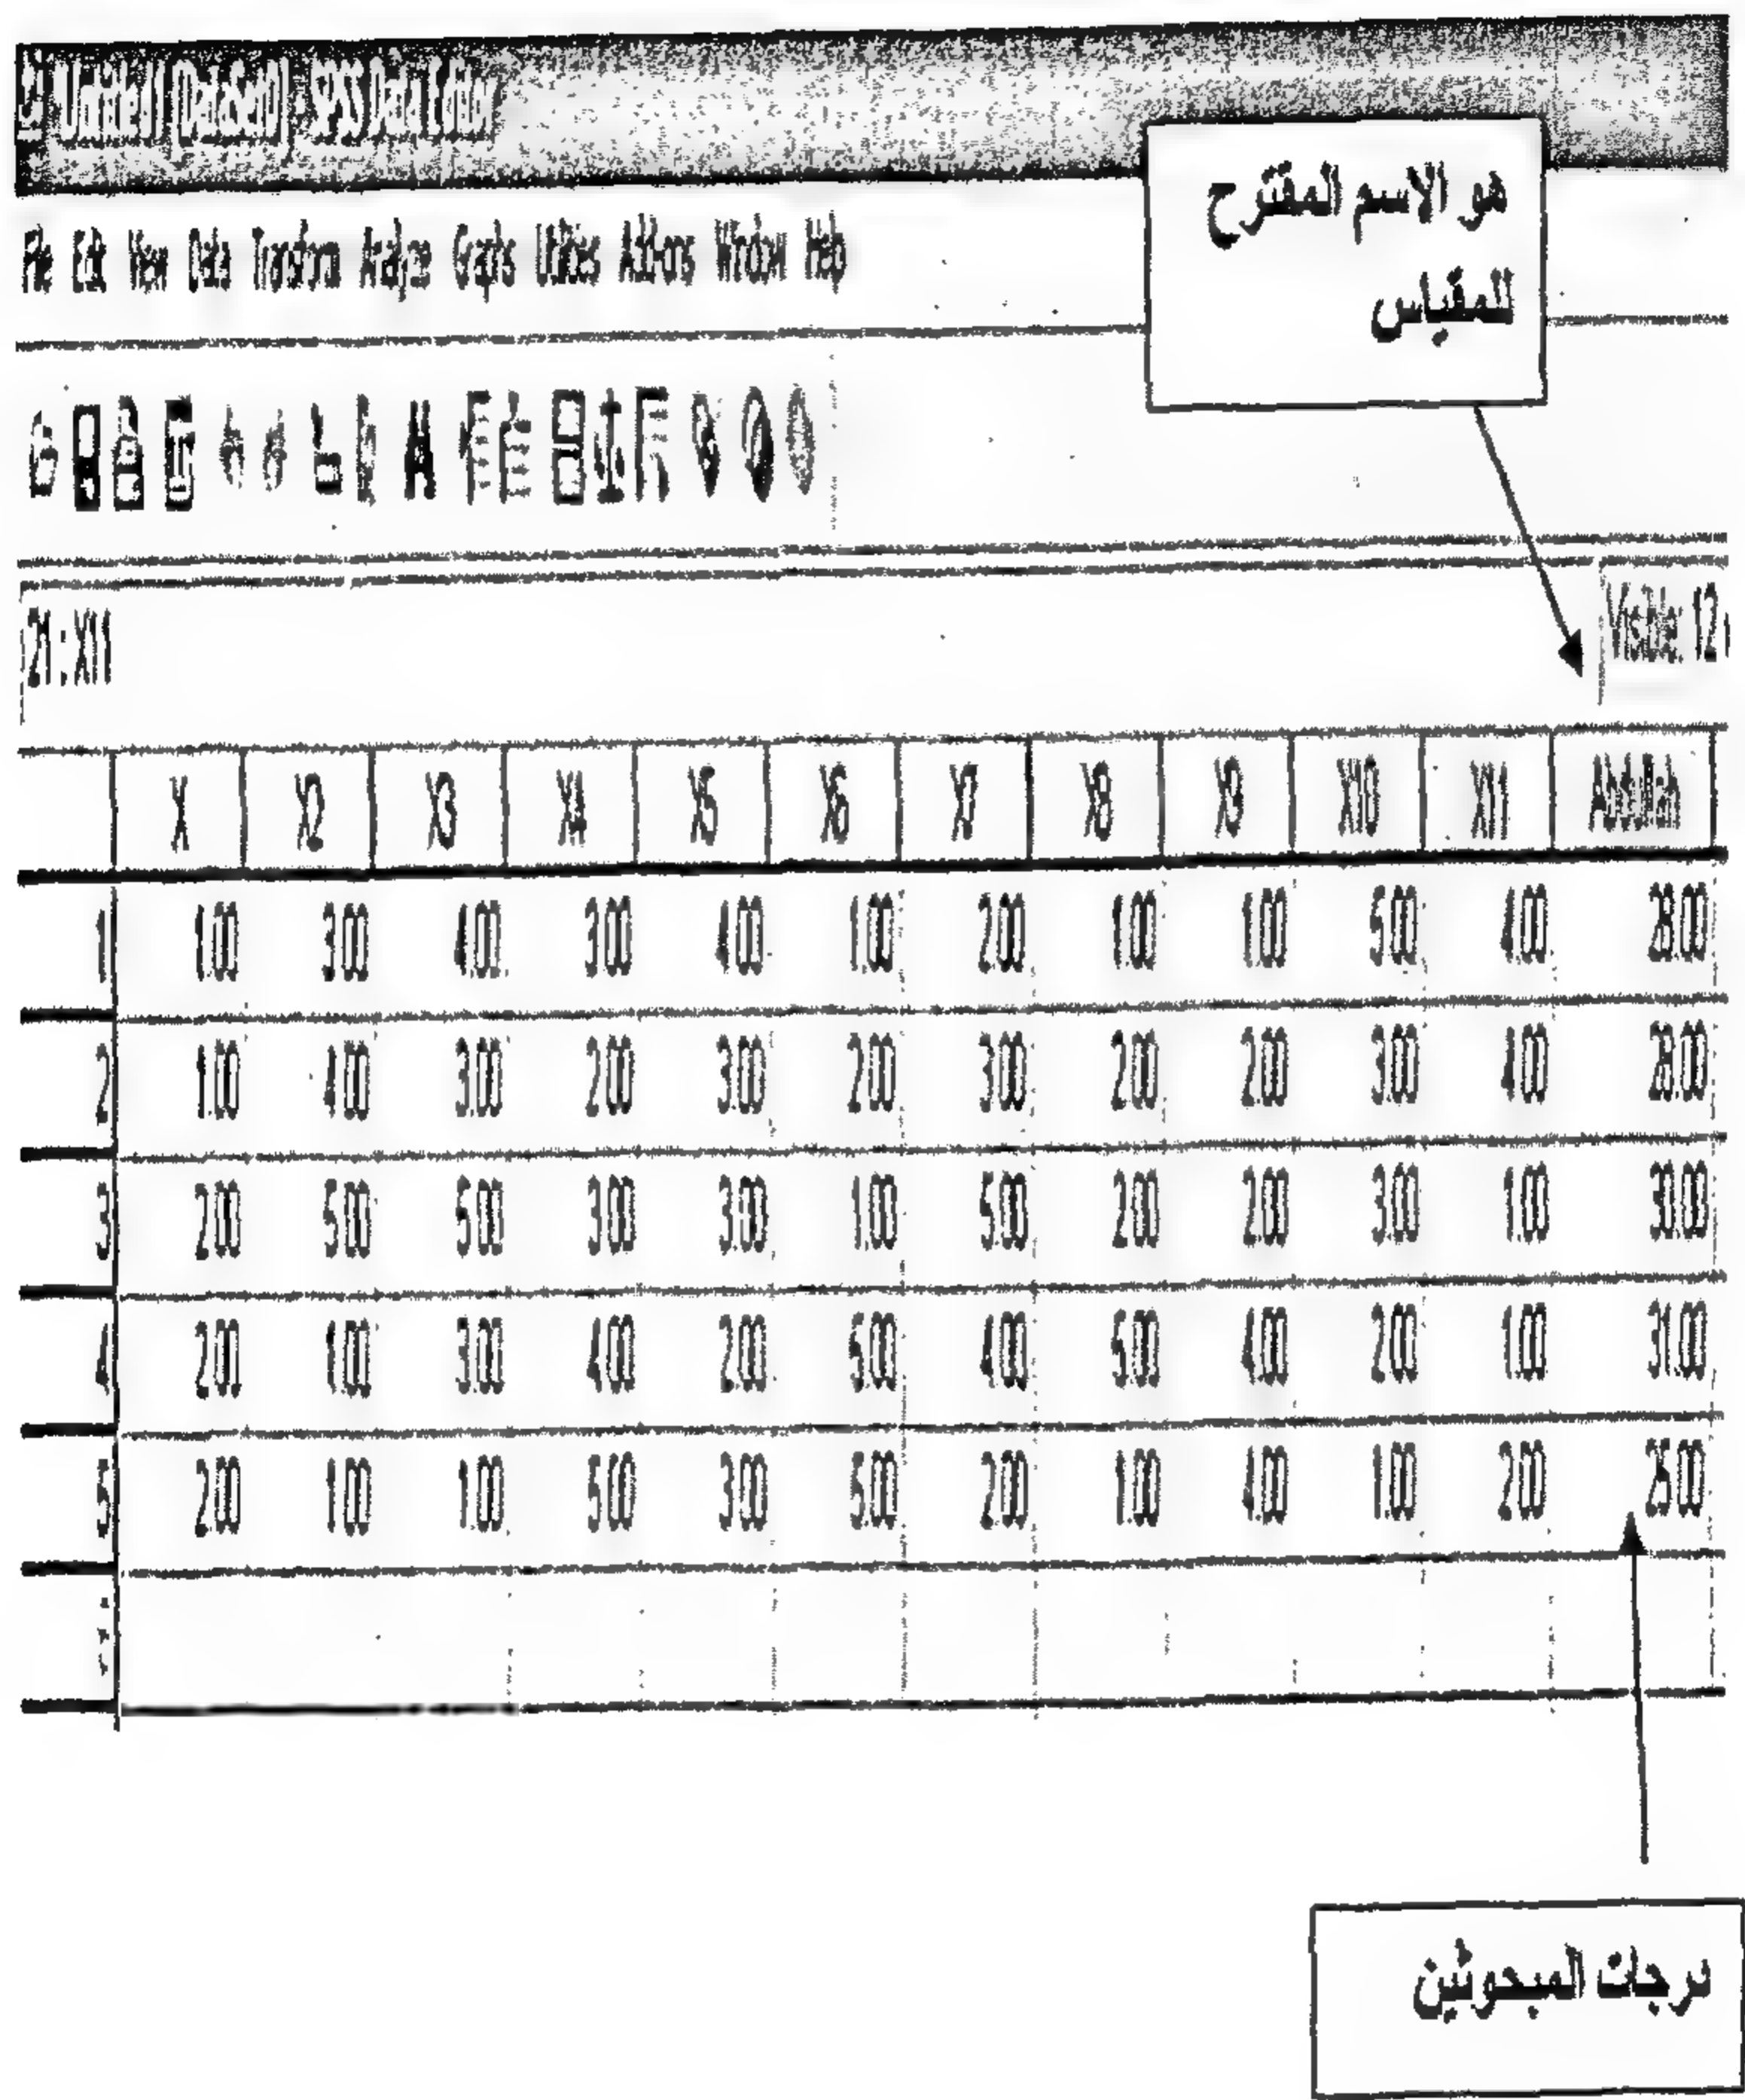 *Untitled1 [DataSet0] - SPSS Data Editor
هو الاسم المقترح
للمقياس
File Edit View Data Transform Analyze Graphs Utilities Add-ons Window Help
21 : X11 Visible: 12
X X2 X3 X4 X5 X6 X7 X8 X9 X10 X11 Abdullah
1 1.00 3.00 4.00 3.00 4.00 1.00 2.00 1.00 1.00 5.00 4.00 28.00
2 1.00 4.00 3.00 2.00 3.00 2.00 3.00 2.00 2.00 3.00 4.00 28.00
3 2.00 5.00 5.00 3.00 3.00 1.00 5.00 2.00 2.00 3.00 1.00 30.00
4 2.00 1.00 3.00 4.00 2.00 5.00 4.00 5.00 4.00 2.00 1.00 31.00
5 2.00 1.00 1.00 5.00 3.00 5.00 2.00 1.00 4.00 1.00 2.00 25.00
درجات المبحوثين